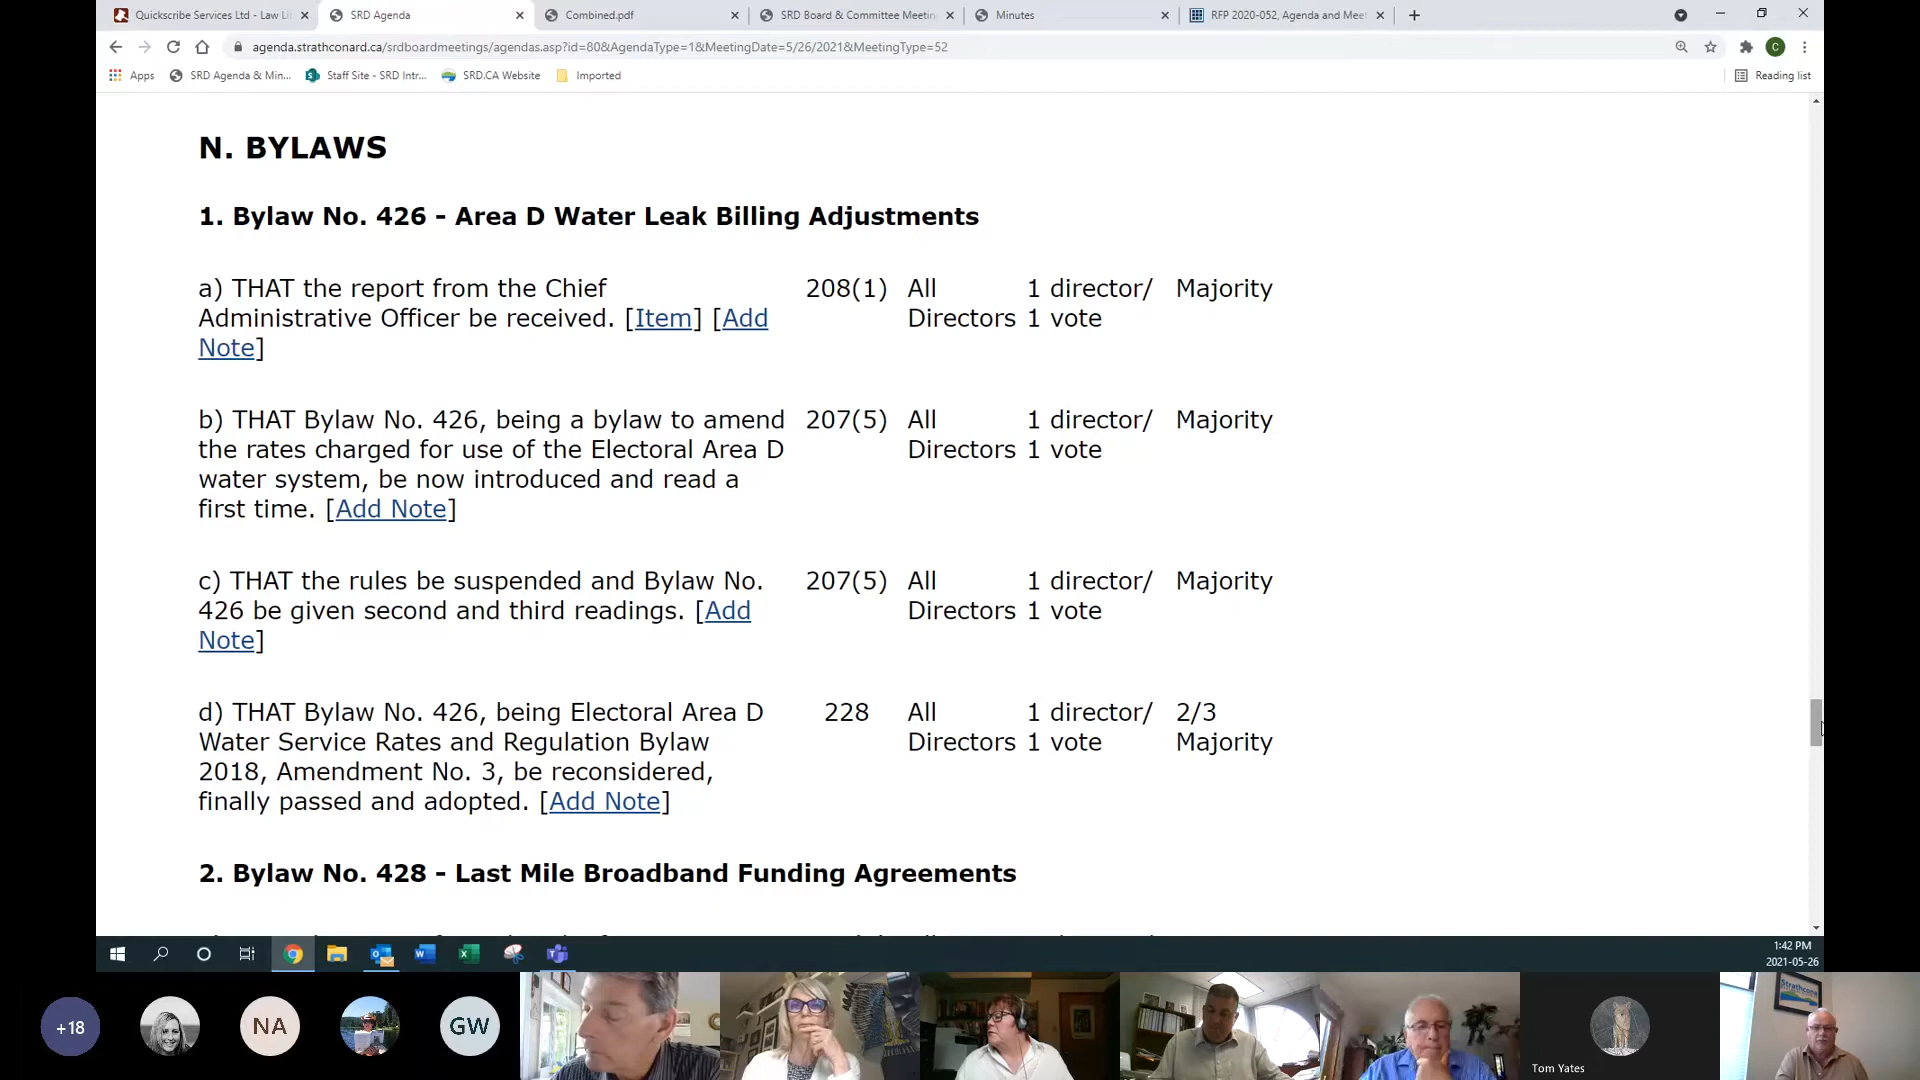 Quickscribe Services Ltd - Law Li
SRD Agenda
Combined.pdf
SRD Board & Committee Meetin
Minutes
RFP 2020-052, Agenda and Meet
agenda.strathconard.ca/srdboardmeetings/agendas.asp?id=80&AgendaType=1&MeetingDate=5/26/2021&MeetingType=52
C
Apps
SRD Agenda & Min...
Staff Site - SRD Intr...
SRD.CA Website
Imported
Reading list
N. BYLAWS
1. Bylaw No. 426 - Area D Water Leak Billing Adjustments
a) THAT the report from the Chief 208(1) All 1 director/ Majority
Administrative Officer be received. [Item] [Add Directors 1 vote
Note]
b) THAT Bylaw No. 426, being a bylaw to amend 207(5) All 1 director/ Majority
the rates charged for use of the Electoral Area D Directors 1 vote
water system, be now introduced and read a
first time. [Add Note]
c) THAT the rules be suspended and Bylaw No. 207(5) All 1 director/ Majority
426 be given second and third readings. [Add Directors 1 vote
Note]
d) THAT Bylaw No. 426, being Electoral Area D 228 All 1 director/ 2/3
Water Service Rates and Regulation Bylaw Directors 1 vote Majority
2018, Amendment No. 3, be reconsidered,
finally passed and adopted. [Add Note]
2. Bylaw No. 428 - Last Mile Broadband Funding Agreements
1:42 PM
2021-05-26
+18
NA
GW
Tom Yates
Strathcona